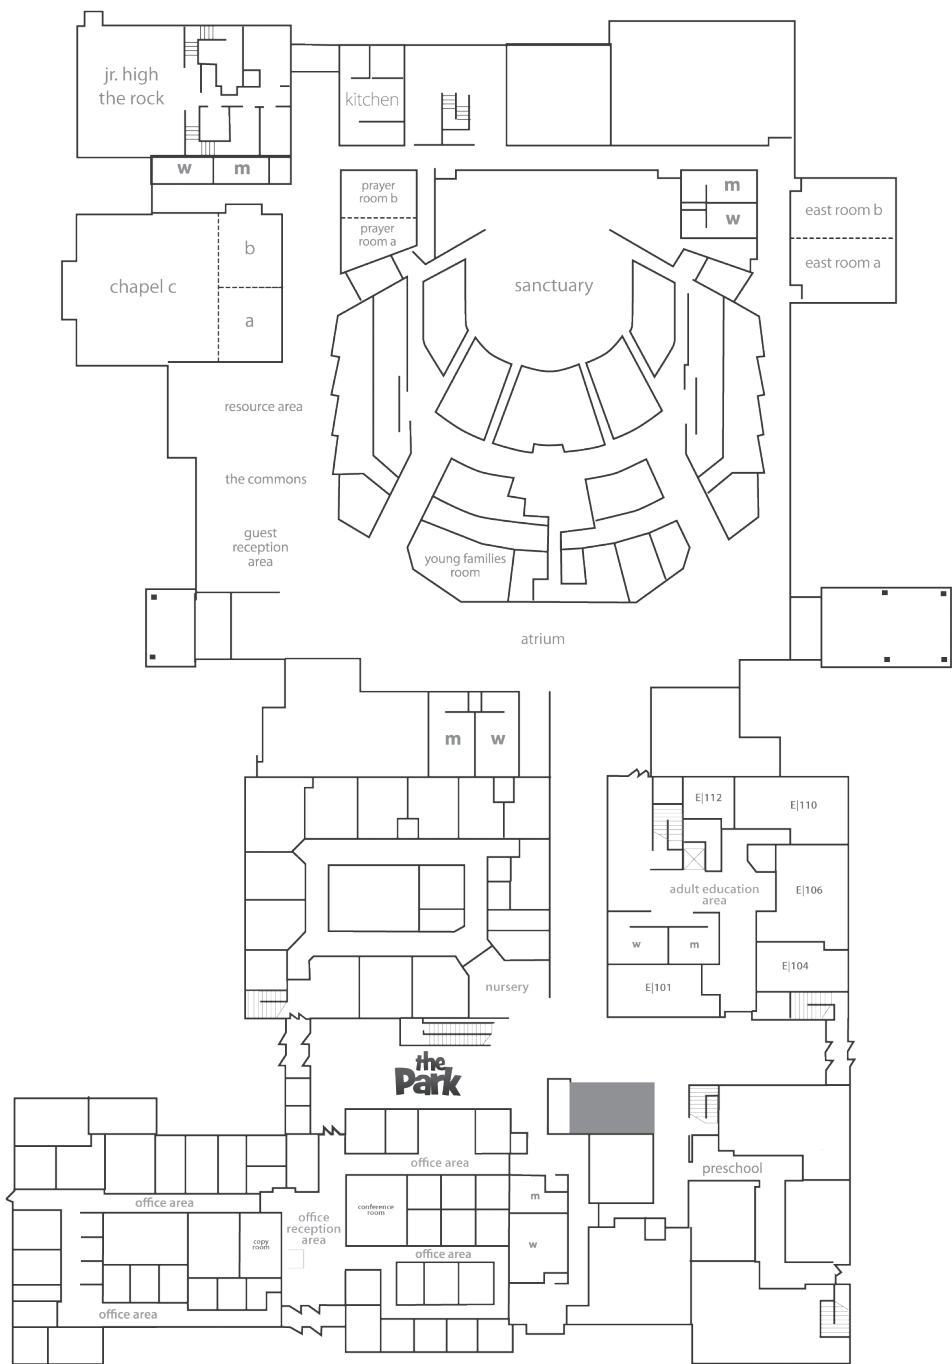 jr. high
the rock
kitchen
w
m
prayer
room b
prayer
room a
m
w
east room b
east room a
b
chapel c
a
sanctuary
resource area
the commons
guest
reception
area
young families
room
atrium
m
w
E|112
E|110
adult education
area
E|106
w
m
E|104
E|101
nursery
the
Park
office area
preschool
office area
conference
room
m
office
reception
area
copy
room
w
office area
office area